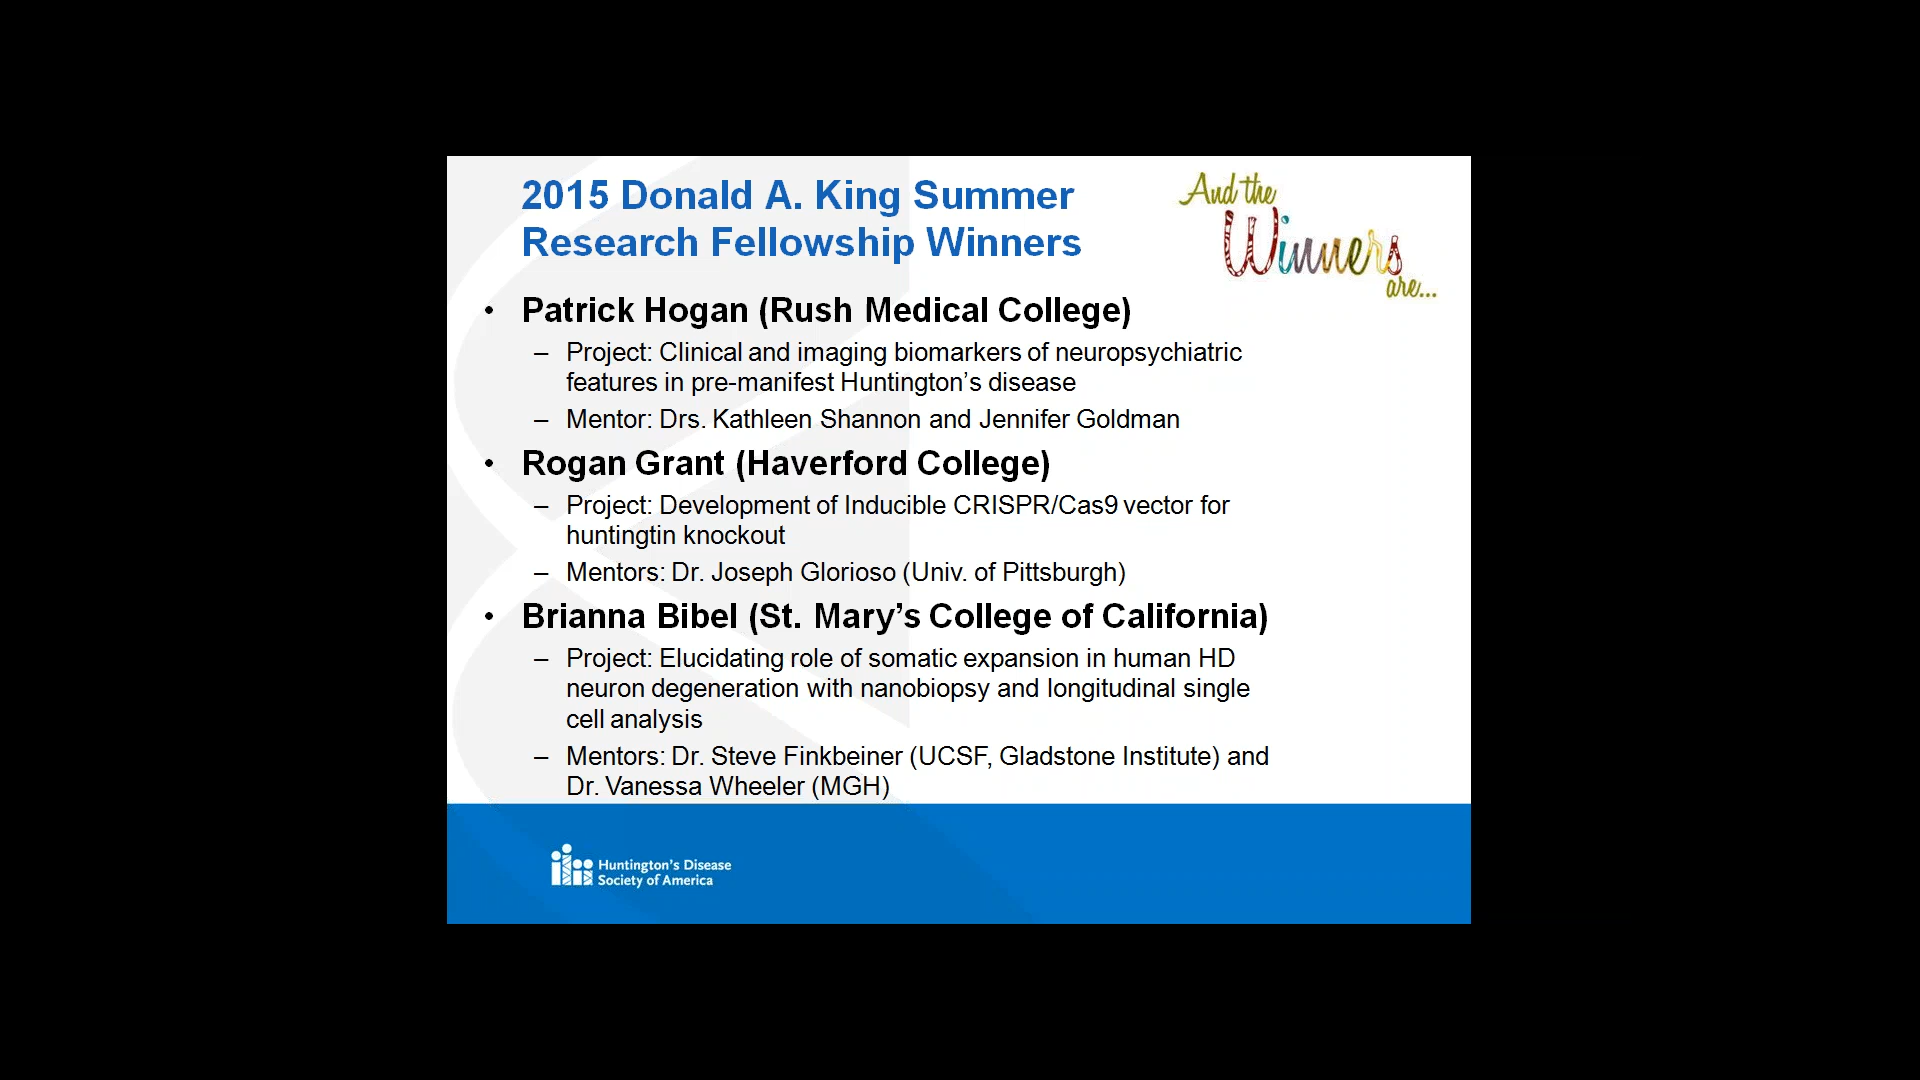 2015 Donald A. King Summer
Research Fellowship Winners
And the
Winners
are...
• Patrick Hogan (Rush Medical College)
– Project: Clinical and imaging biomarkers of neuropsychiatric
features in pre-manifest Huntington’s disease
– Mentor: Drs. Kathleen Shannon and Jennifer Goldman
• Rogan Grant (Haverford College)
– Project: Development of Inducible CRISPR/Cas9 vector for
huntingtin knockout
– Mentors: Dr. Joseph Glorioso (Univ. of Pittsburgh)
• Brianna Bibel (St. Mary’s College of California)
– Project: Elucidating role of somatic expansion in human HD
neuron degeneration with nanobiopsy and longitudinal single
cell analysis
– Mentors: Dr. Steve Finkbeiner (UCSF, Gladstone Institute) and
Dr. Vanessa Wheeler (MGH)
Huntington’s Disease
Society of America